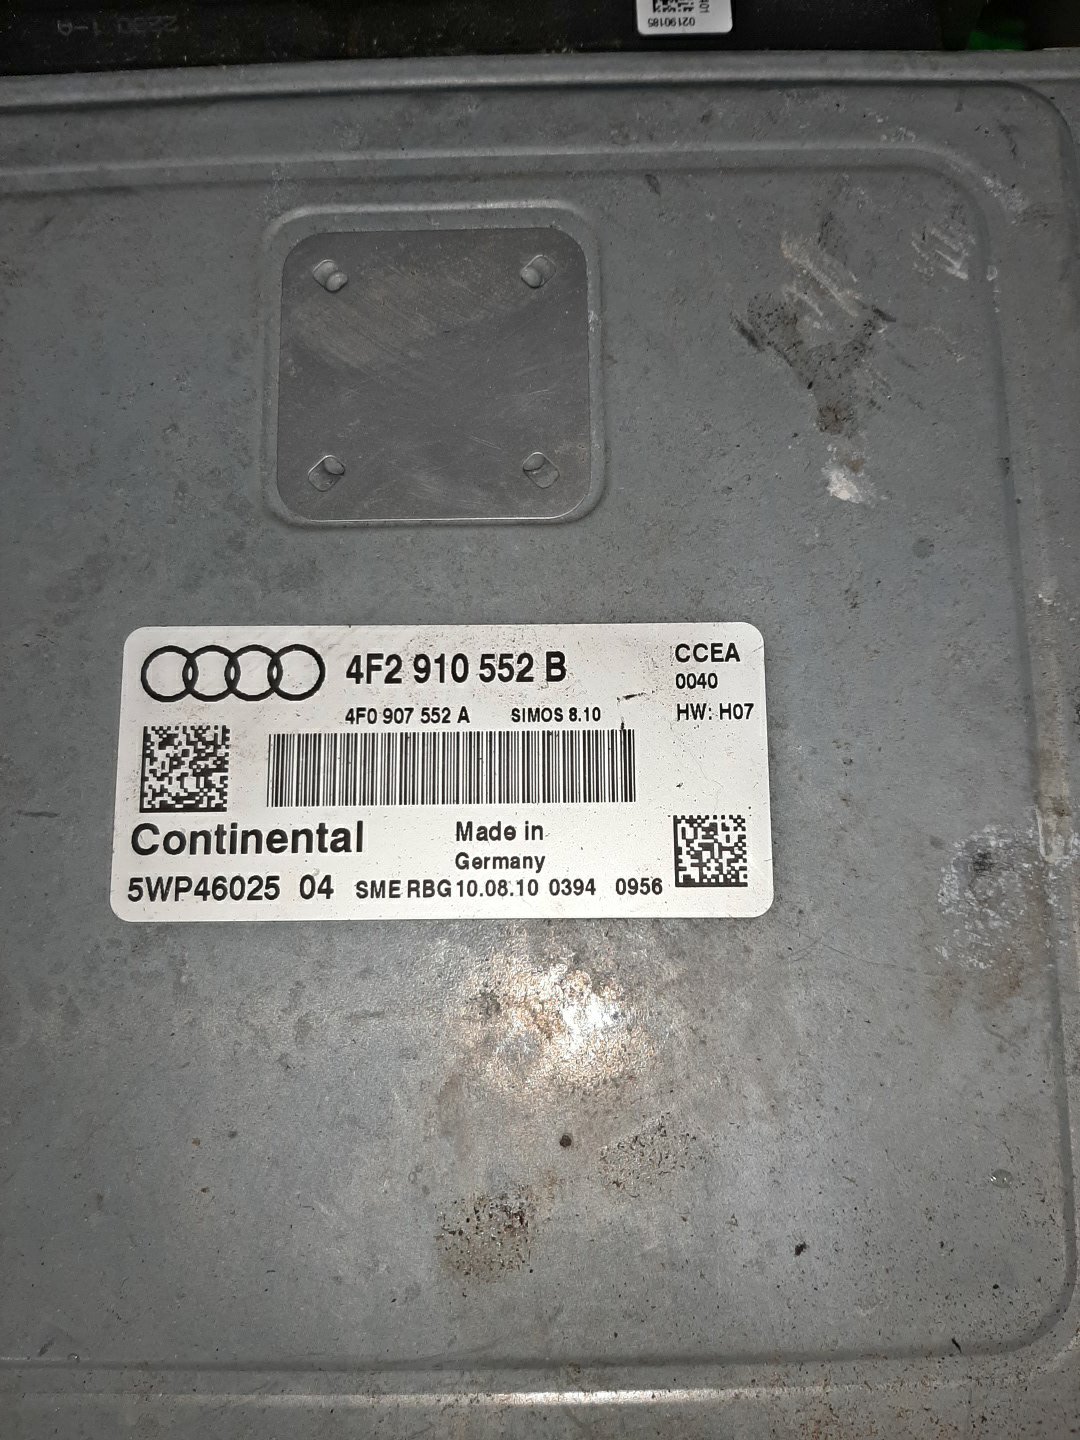 02190185
4F2 910 552 B
CCEA
0040
4F0 907 552 A SIMOS 8.10
HW: H07
Continental
Made in
Germany
5WP46025 04 SME RBG 10.08.10 0394 0956